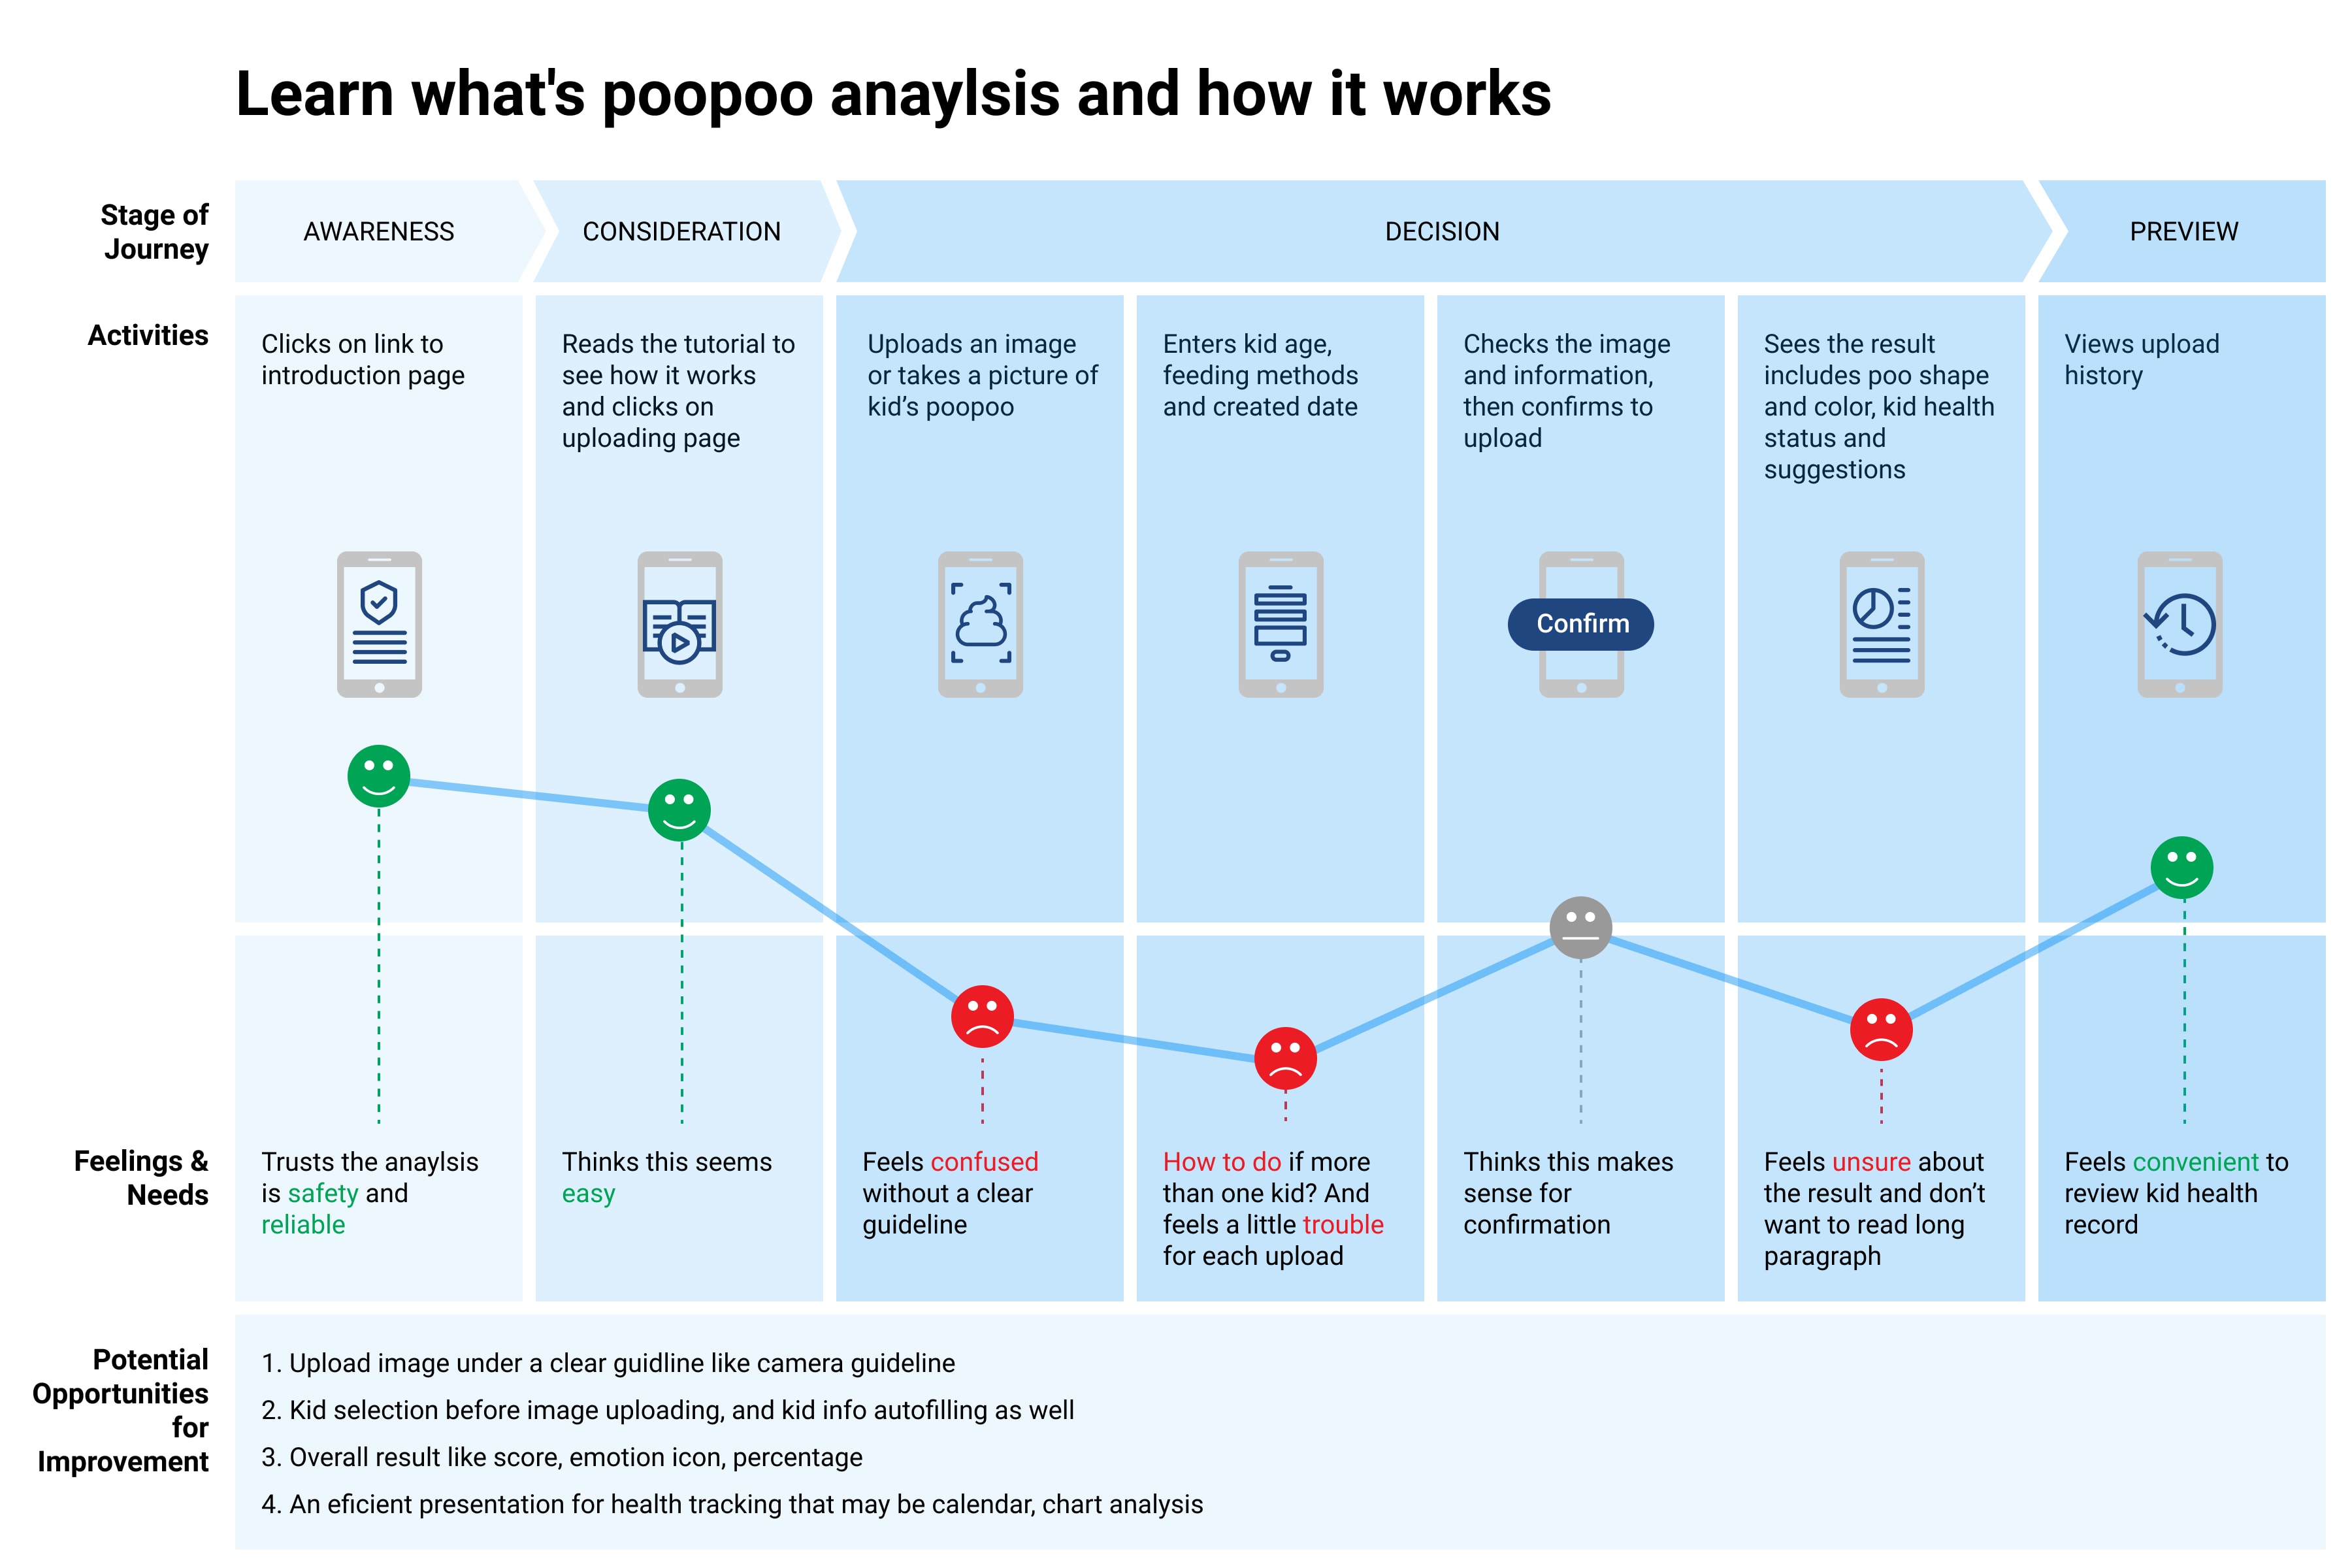 Learn what's poopoo anaylsis and how it works
Stage of
Journey
AWARENESS
CONSIDERATION
DECISION
PREVIEW
Activities
Clicks on link to
introduction page
Reads the tutorial to
see how it works
and clicks on
uploading page
Uploads an image
or takes a picture of
kid’s poopoo
Enters kid age,
feeding methods
and created date
Checks the image
and information,
then confirms to
upload
Sees the result
includes poo shape
and color, kid health
status and
suggestions
Views upload
history
Confirm
Feelings &
Needs
Trusts the anaylsis
is safety and
reliable
Thinks this seems
easy
Feels confused
without a clear
guideline
How to do if more
than one kid? And
feels a little trouble
for each upload
Thinks this makes
sense for
confirmation
Feels unsure about
the result and don’t
want to read long
paragraph
Feels convenient to
review kid health
record
Potential
Opportunities
for
Improvement
1. Upload image under a clear guidline like camera guideline
2. Kid selection before image uploading, and kid info autofilling as well
3. Overall result like score, emotion icon, percentage
4. An eficient presentation for health tracking that may be calendar, chart analysis